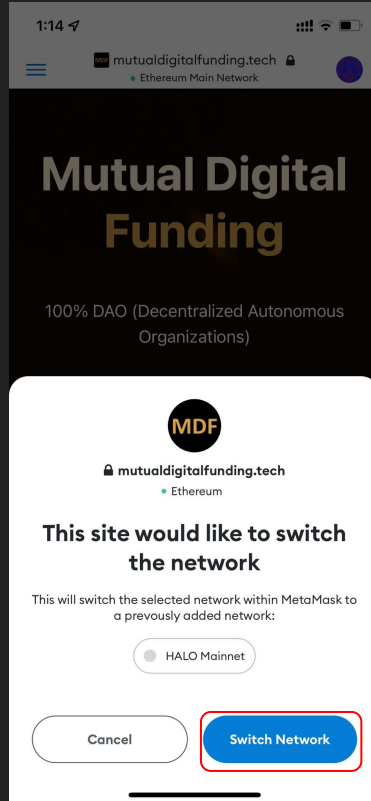 1:14
MDF mutualdigitalfunding.tech
Ethereum Main Network
Mutual Digital
Funding
100% DAO (Decentralized Autonomous
Organizations)
MDF
mutualdigitalfunding.tech
Ethereum
This site would like to switch
the network
This will switch the selected network within MetaMask to
a prevously added network:
HALO Mainnet
Cancel
Switch Network